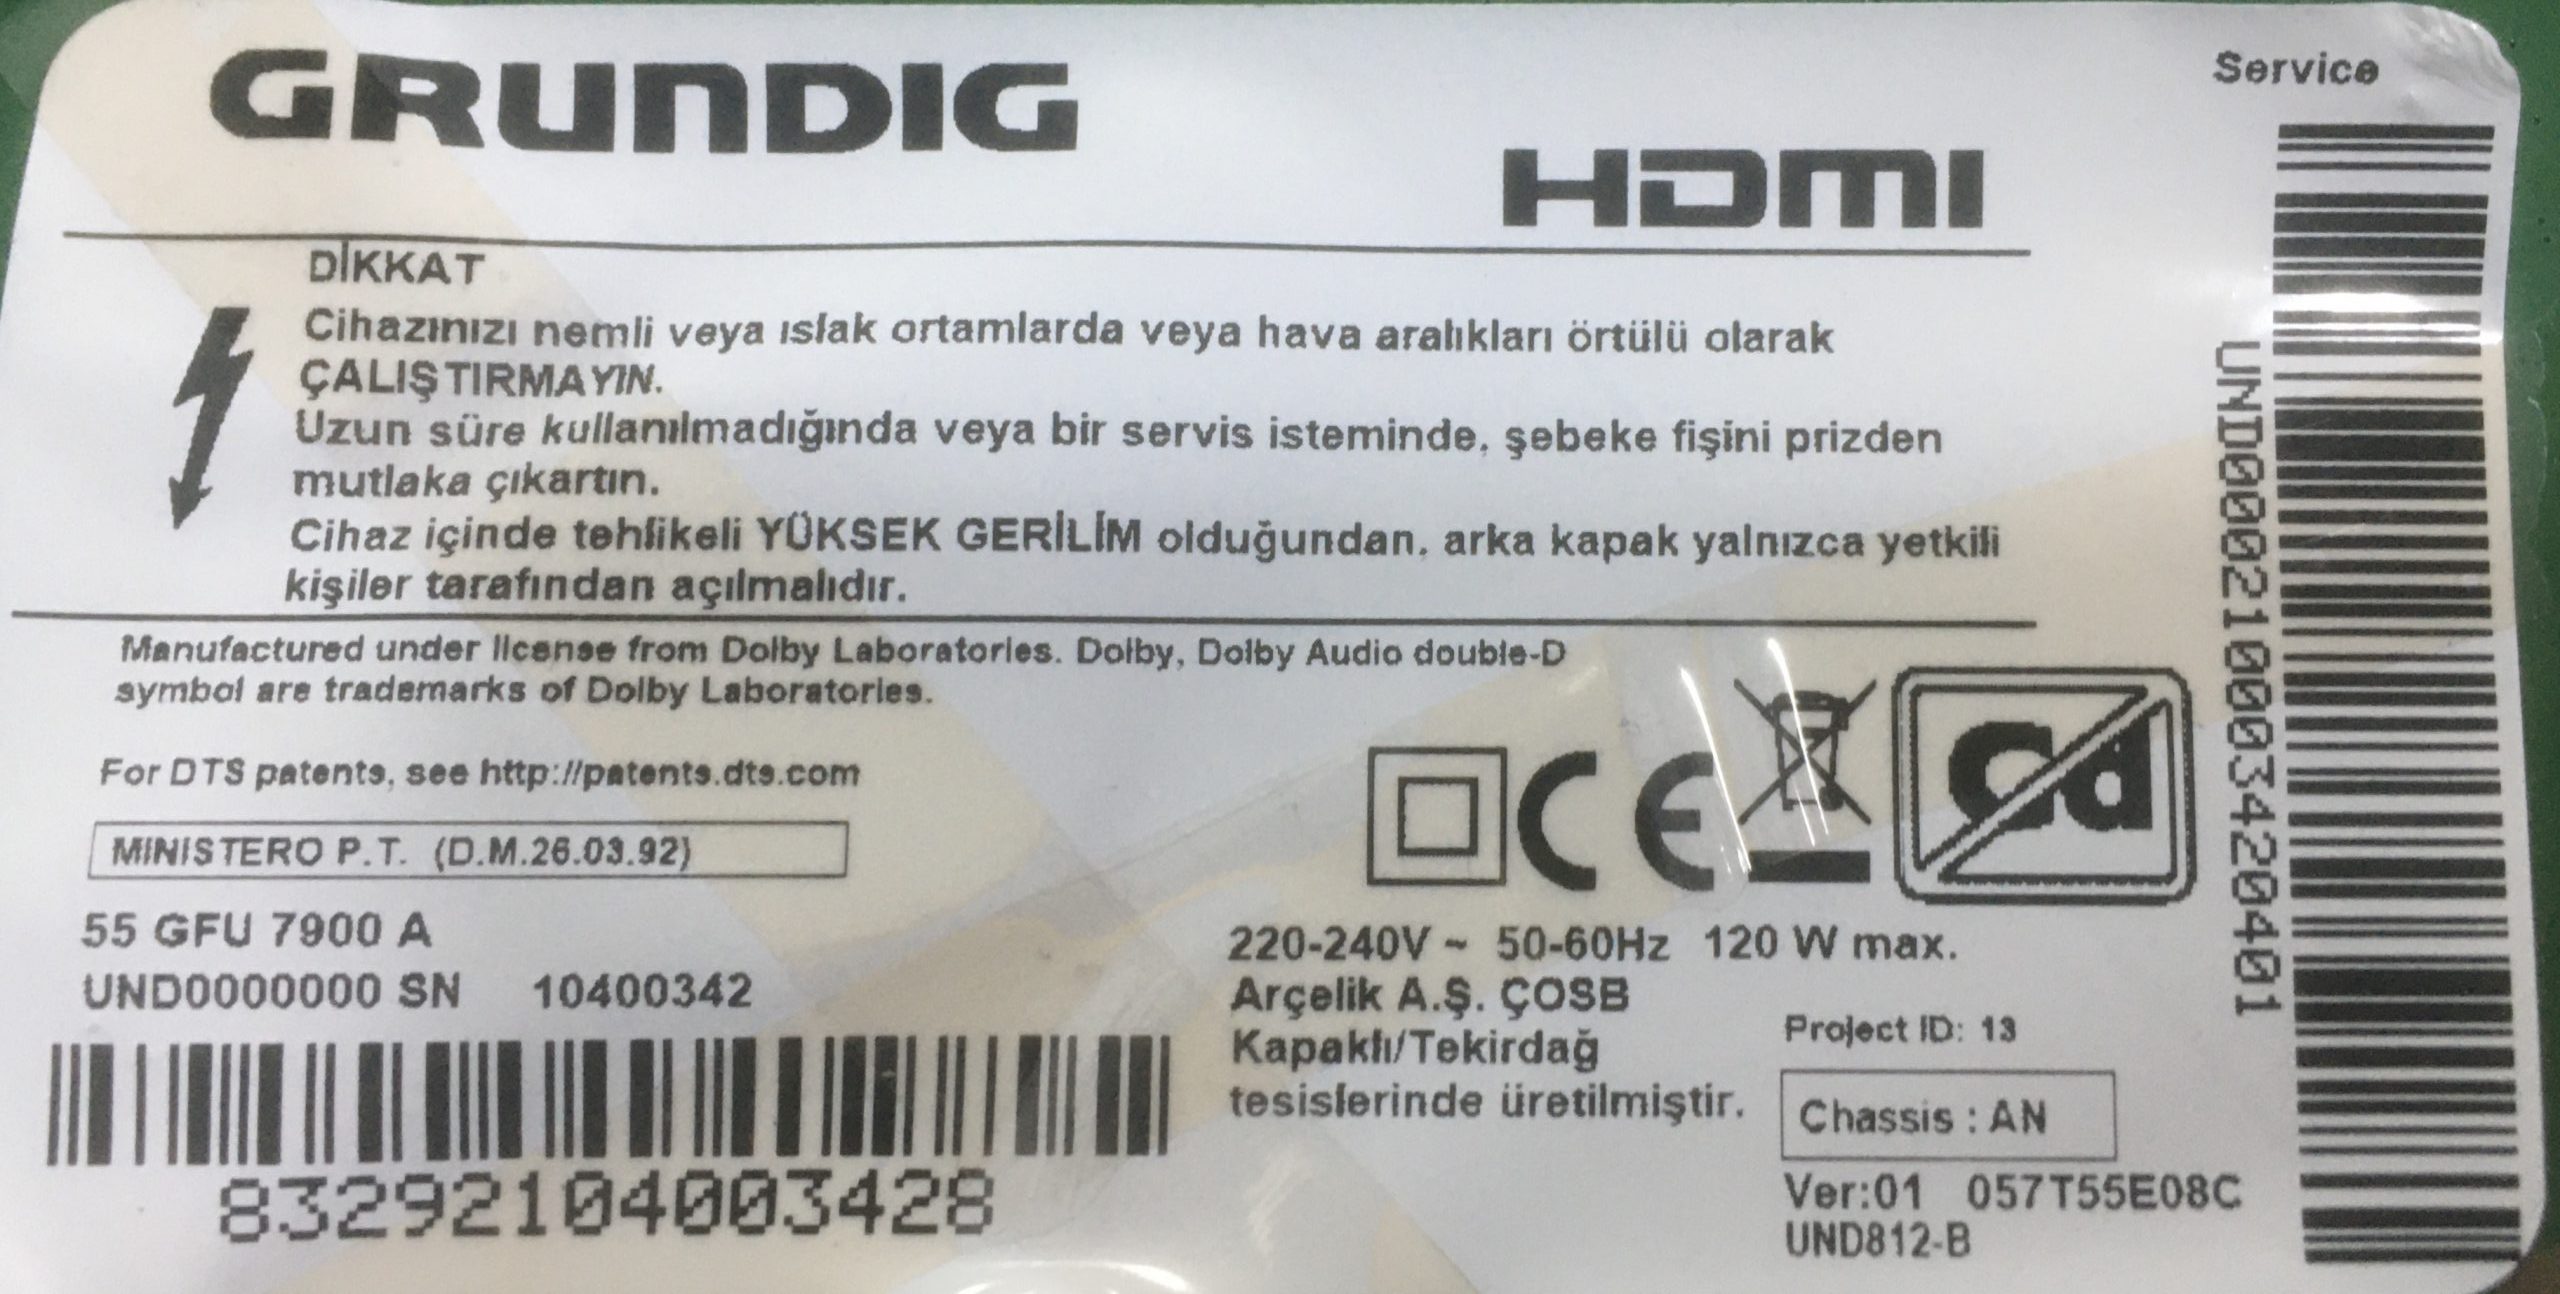 GRUNDIG
HDMI
Service
DİKKAT
Cihazınızı nemli veya ıslak ortamlarda veya hava aralıkları örtülü olarak
ÇALIŞTIRMAYIN.
Uzun süre kullanılmadığında veya bir servis isteminde, şebeke fişini prizden
mutlaka çıkartın.
Cihaz içinde tehlikeli YÜKSEK GERİLİM olduğundan, arka kapak yalnızca yetkili
kişiler tarafından açılmalıdır.
Manufactured under license from Dolby Laboratories. Dolby, Dolby Audio double-D
symbol are trademarks of Dolby Laboratories.
For DTS patents, see http://patents.dts.com
MINISTERO P.T. (D.M.26.03.92)
CE
Pb
55 GFU 7900 A
UND0000000 SN 10400342
83292104003428
220-240V ~ 50-60Hz 120 W max.
Arçelik A.Ş. ÇOSB
Kapaklı/Tekirdağ
tesislerinde üretilmiştir.
Project ID: 13
Chassis : AN
Ver:01 057T55E08C
UND812-B
UND00002100003420401